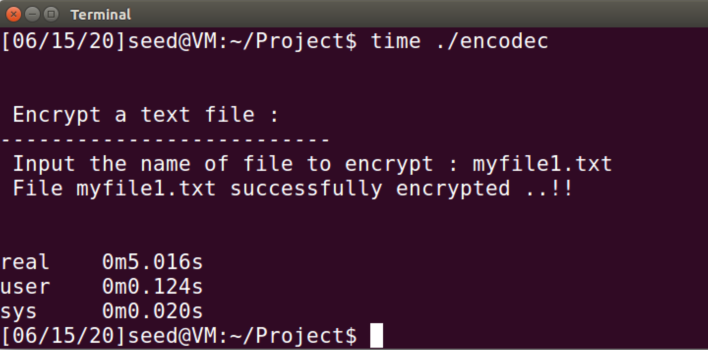 Terminal
[06/15/20]seed@VM:~/Project$ time ./encodec
Encrypt a text file :
--------------------------
Input the name of file to encrypt : myfile1.txt
File myfile1.txt successfully encrypted ..!!
real    0m5.016s
user    0m0.124s
sys     0m0.020s
[06/15/20]seed@VM:~/Project$